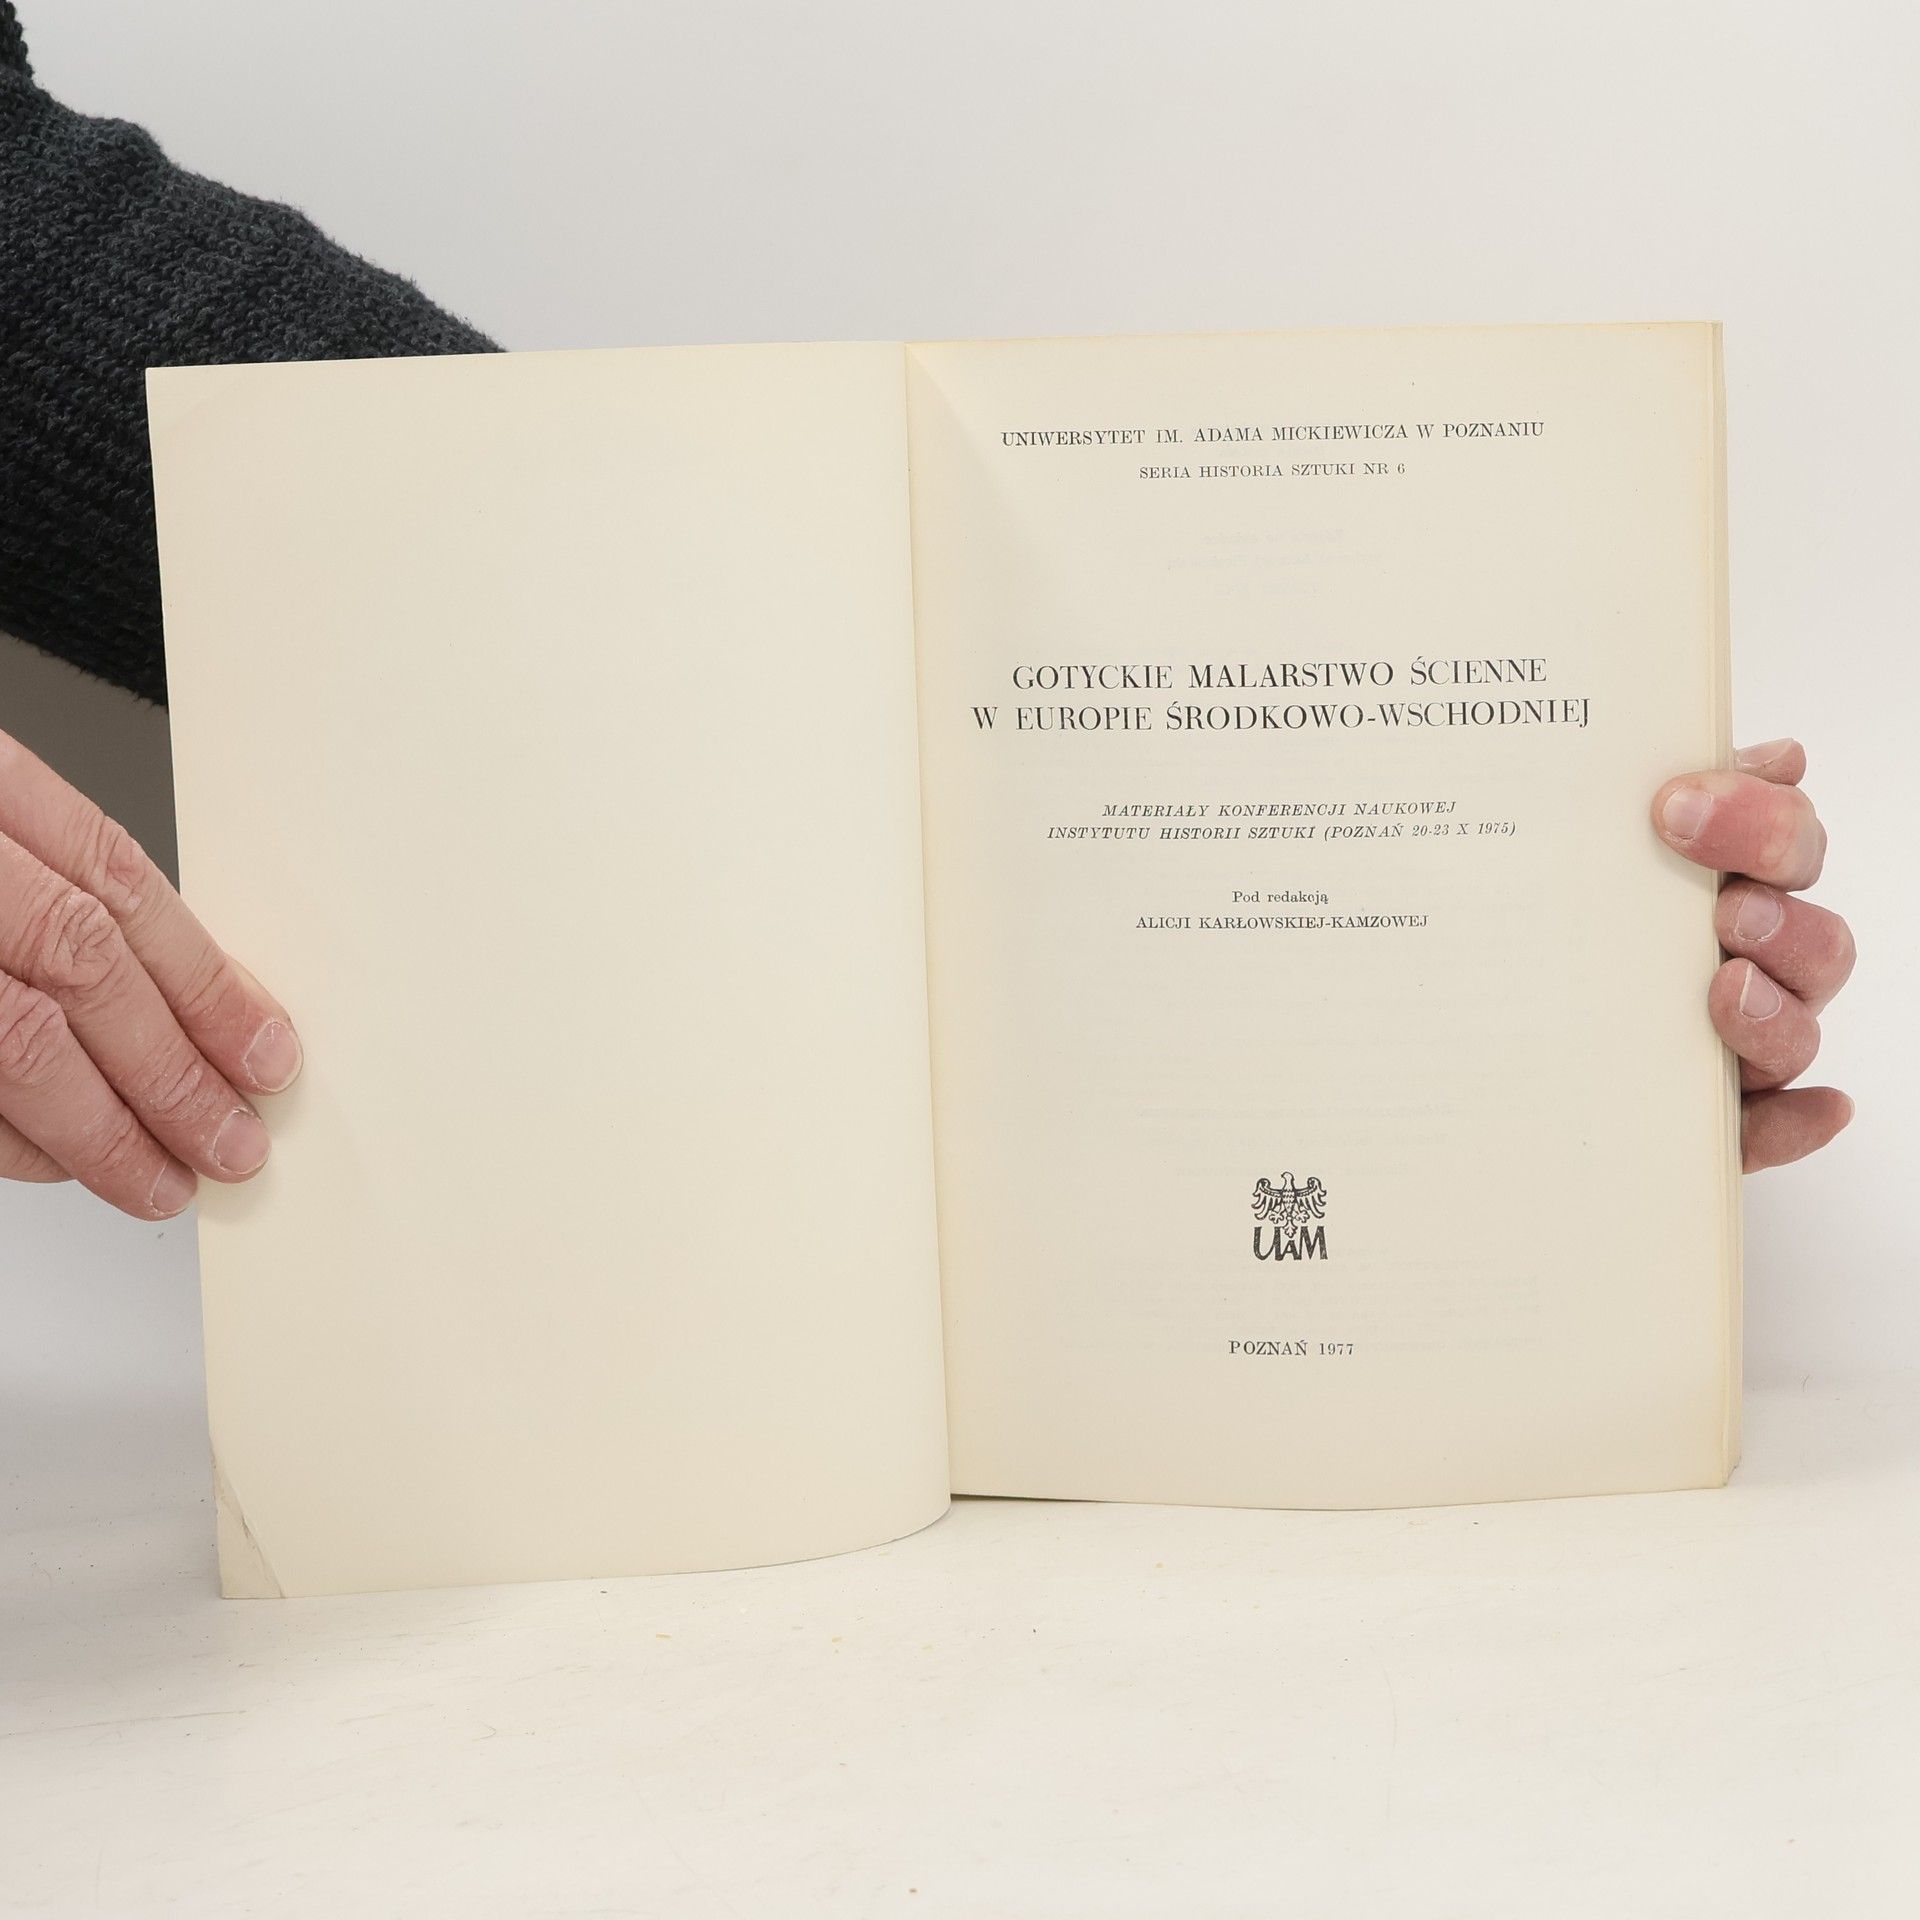 UNIWERSYTET IM. ADAMA MICKIEWICZA W POZNANIU
SERIA HISTORIA SZTUKI NR 6
GOTYCKIE MALARSTWO ŚCIENNE
W EUROPIE ŚRODKOWO-WSCHODNIEJ
MATERIAŁY KONFERENCJI NAUKOWEJ
INSTYTUTU HISTORII SZTUKI (POZNAŃ 20-23 X 1975)
Pod redakcją
ALICJI KARŁOWSKIEJ-KAMZOWEJ
UAM
POZNAŃ 1977